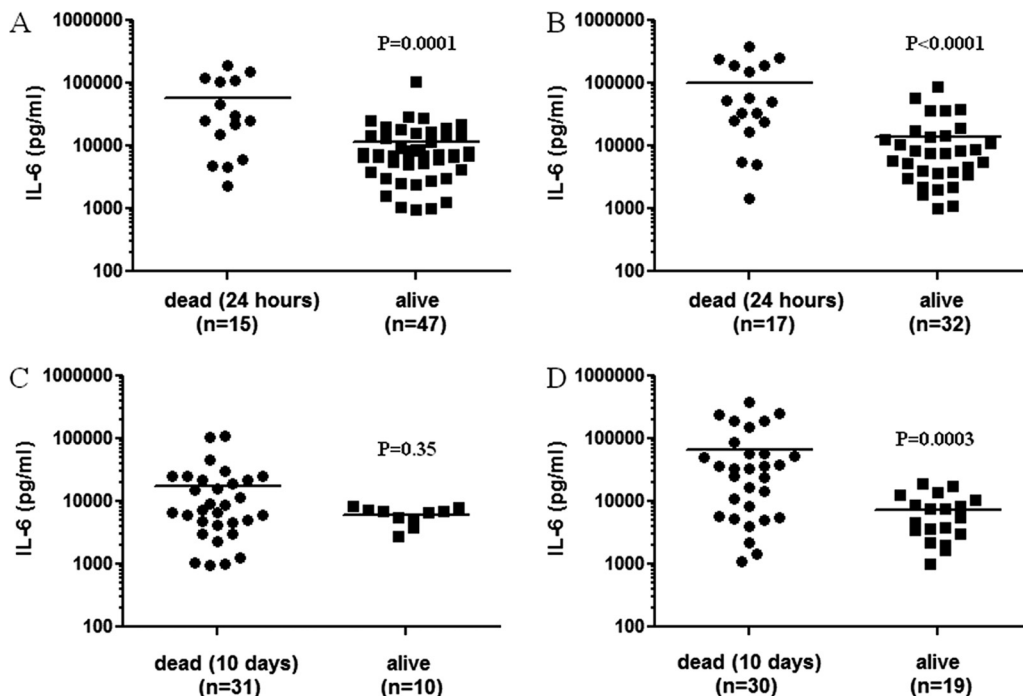 A
IL-6 (pg/ml)
1000000
100000
10000
1000
100
P=0.0001
dead (24 hours)
(n=15)
alive
(n=47)
B
IL-6 (pg/ml)
1000000
100000
10000
1000
100
P<0.0001
dead (24 hours)
(n=17)
alive
(n=32)
C
IL-6 (pg/ml)
1000000
100000
10000
1000
100
P=0.35
dead (10 days)
(n=31)
alive
(n=10)
D
IL-6 (pg/ml)
1000000
100000
10000
1000
100
P=0.0003
dead (10 days)
(n=30)
alive
(n=19)